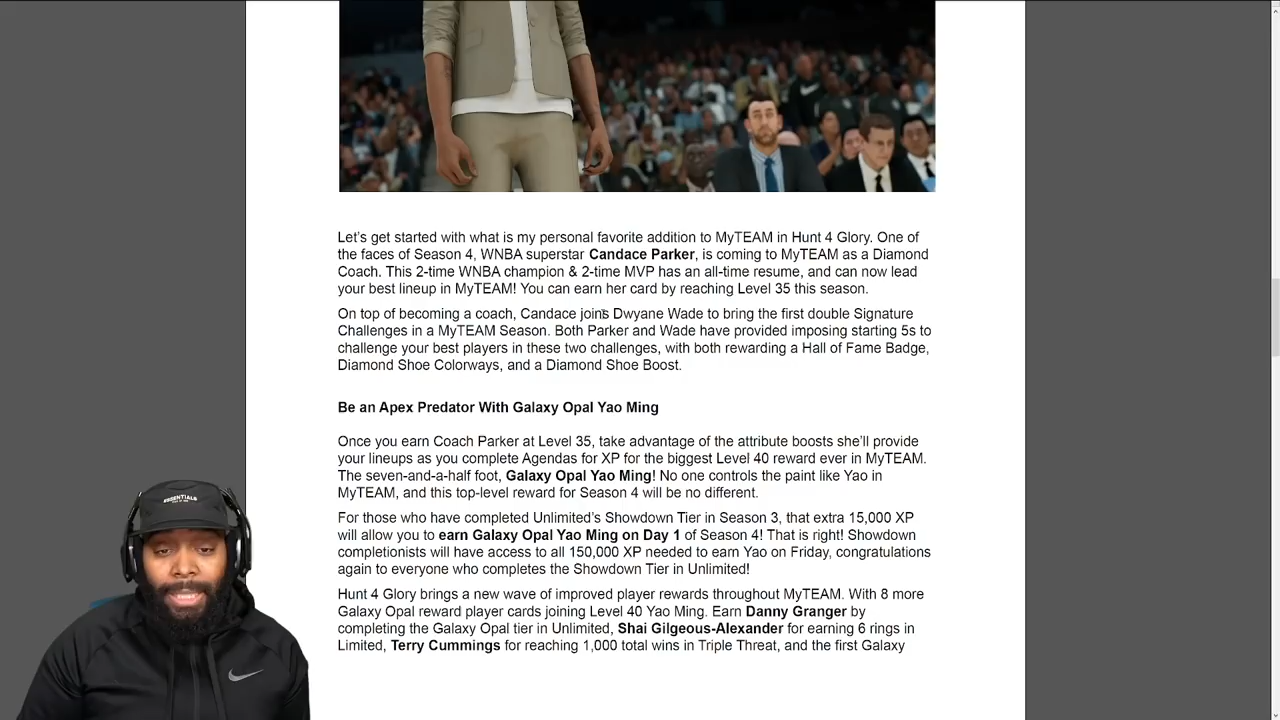 Let's get started with what is my personal favorite addition to MyTEAM in Hunt 4 Glory. One of
the faces of Season 4, WNBA superstar Candace Parker, is coming to MyTEAM as a Diamond
Coach. This 2-time WNBA champion & 2-time MVP has an all-time resume, and can now lead
your best lineup in MyTEAM! You can earn her card by reaching Level 35 this season.
On top of becoming a coach, Candace joins Dwyane Wade to bring the first double Signature
Challenges in a MyTEAM Season. Both Parker and Wade have provided imposing starting 5s to
challenge your best players in these two challenges, with both rewarding a Hall of Fame Badge,
Diamond Shoe Colorways, and a Diamond Shoe Boost.
Be an Apex Predator With Galaxy Opal Yao Ming
Once you earn Coach Parker at Level 35, take advantage of the attribute boosts she'll provide
your lineups as you complete Agendas for XP for the biggest Level 40 reward ever in MyTEAM.
The seven-and-a-half foot, Galaxy Opal Yao Ming! No one controls the paint like Yao in
MyTEAM, and this top-level reward for Season 4 will be no different.
For those who have completed Unlimited's Showdown Tier in Season 3, that extra 15,000 XP
will allow you to earn Galaxy Opal Yao Ming on Day 1 of Season 4! That is right! Showdown
completionists will have access to all 150,000 XP needed to earn Yao on Friday, congratulations
again to everyone who completes the Showdown Tier in Unlimited!
Hunt 4 Glory brings a new wave of improved player rewards throughout MyTEAM. With 8 more
Galaxy Opal reward player cards joining Level 40 Yao Ming. Earn Danny Granger by
completing the Galaxy Opal tier in Unlimited, Shai Gilgeous-Alexander for earning 6 rings in
Limited, Terry Cummings for reaching 1,000 total wins in Triple Threat, and the first Galaxy
ESSENTIALS